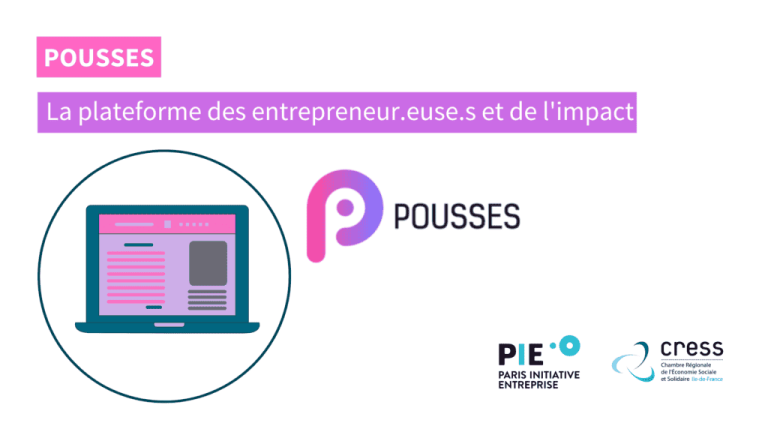 POUSSES
La plateforme des entrepreneur.euse.s et de l'impact
POUSSES
PIE
PARIS INITIATIVE
ENTREPRISE
cress
Chambre Régionale
de l'Économie Sociale
et Solidaire Ile-de-France